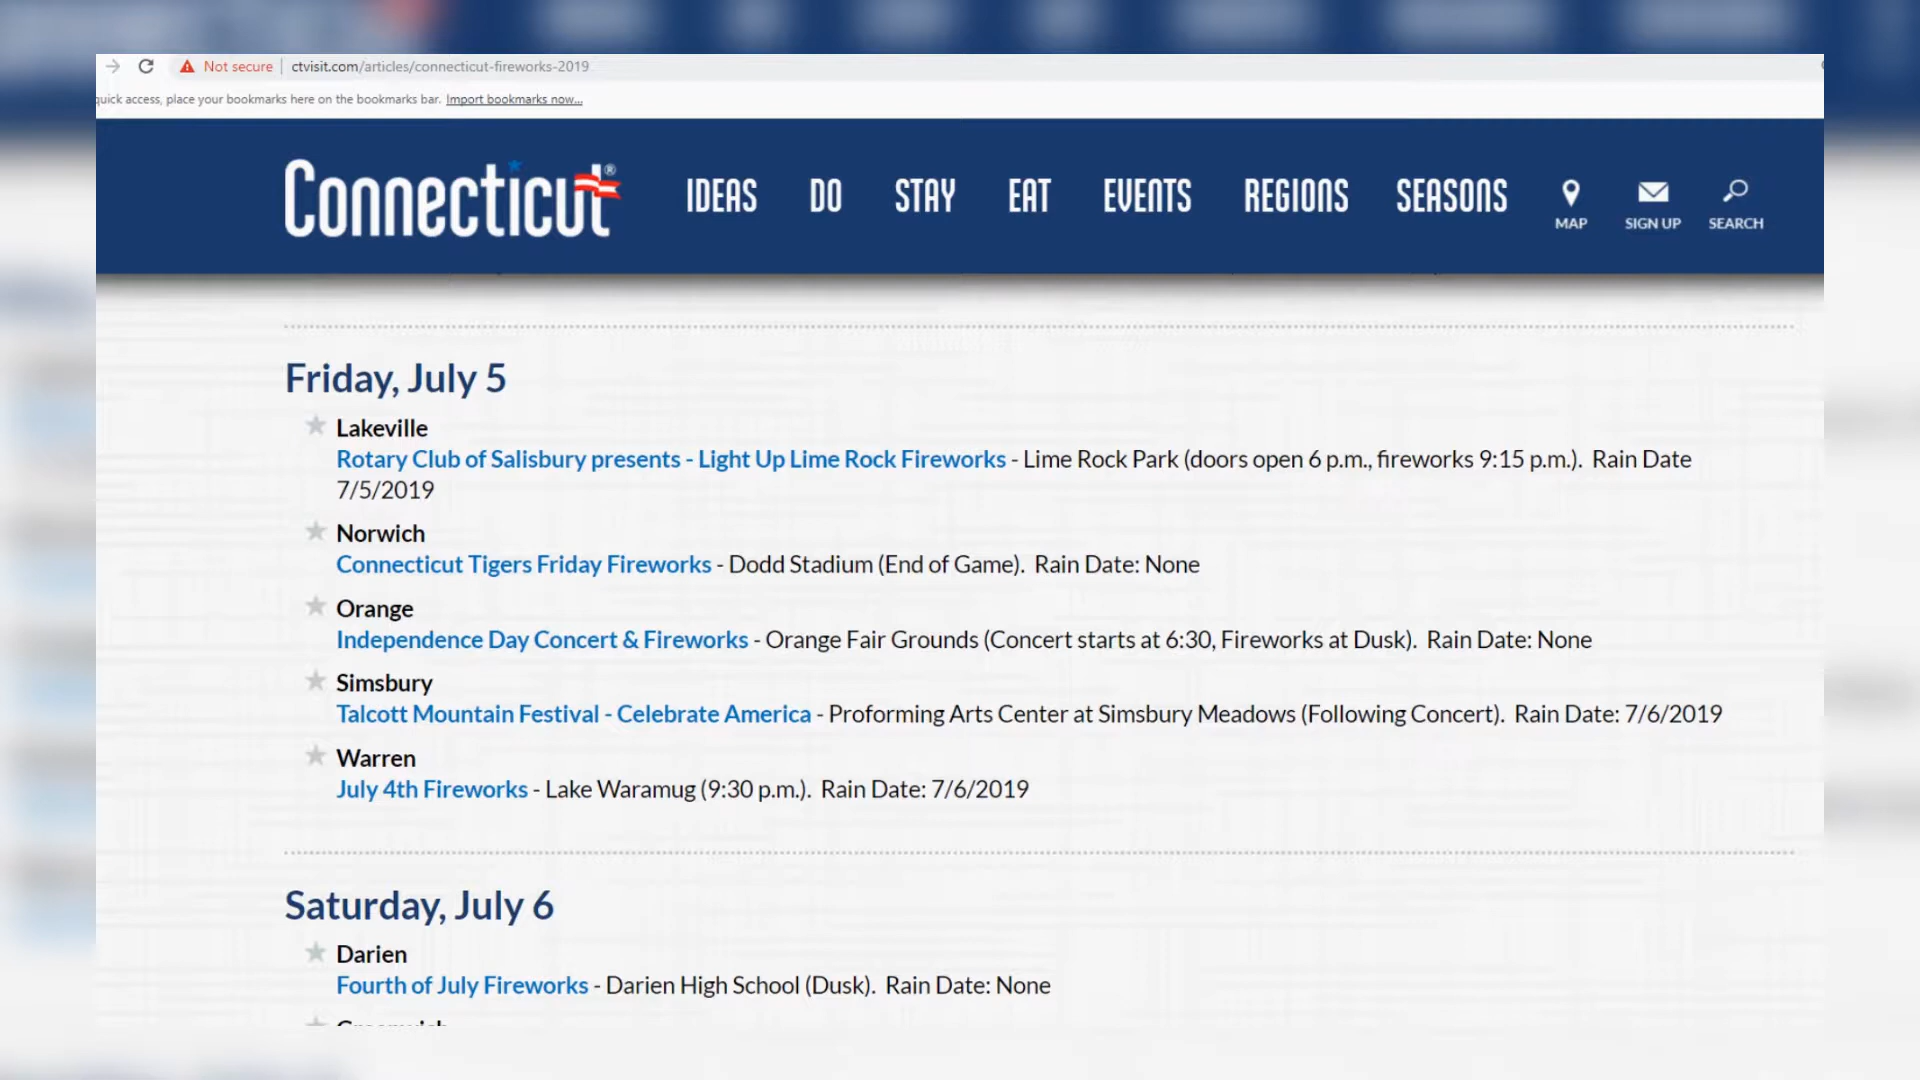 Not secure | ctvisit.com/articles/connecticut-fireworks-2019
quick access, place your bookmarks here on the bookmarks bar. Import bookmarks now...
Connecticut®
IDEAS DO STAY EAT EVENTS REGIONS SEASONS MAP SIGN UP SEARCH
Friday, July 5
Lakeville
Rotary Club of Salisbury presents - Light Up Lime Rock Fireworks - Lime Rock Park (doors open 6 p.m., fireworks 9:15 p.m.). Rain Date
7/5/2019
Norwich
Connecticut Tigers Friday Fireworks - Dodd Stadium (End of Game). Rain Date: None
Orange
Independence Day Concert & Fireworks - Orange Fair Grounds (Concert starts at 6:30, Fireworks at Dusk). Rain Date: None
Simsbury
Talcott Mountain Festival - Celebrate America - Proforming Arts Center at Simsbury Meadows (Following Concert). Rain Date: 7/6/2019
Warren
July 4th Fireworks - Lake Waramug (9:30 p.m.). Rain Date: 7/6/2019
Saturday, July 6
Darien
Fourth of July Fireworks - Darien High School (Dusk). Rain Date: None